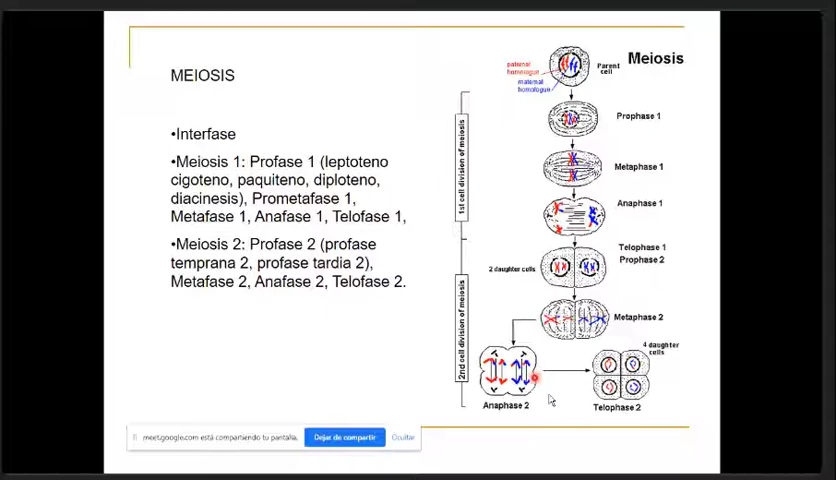 MEIOSIS
•Interfase
•Meiosis 1: Profase 1 (leptoteno
cigoteno, paquiteno, diploteno,
diacinesis), Prometafase 1,
Metafase 1, Anafase 1, Telofase 1,
•Meiosis 2: Profase 2 (profase
temprana 2, profase tardia 2),
Metafase 2, Anafase 2, Telofase 2.
Meiosis
paternal
homologue
maternal
homologue
Parent
cell
1st cell division of meiosis
Prophase 1
Metaphase 1
Anaphase 1
Telophase 1
Prophase 2
2 daughter cells
2nd cell division of meiosis
Metaphase 2
4 daughter
cells
Anaphase 2
Telophase 2
meet.google.com está compartiendo tu pantalla.
Dejar de compartir
Ocultar